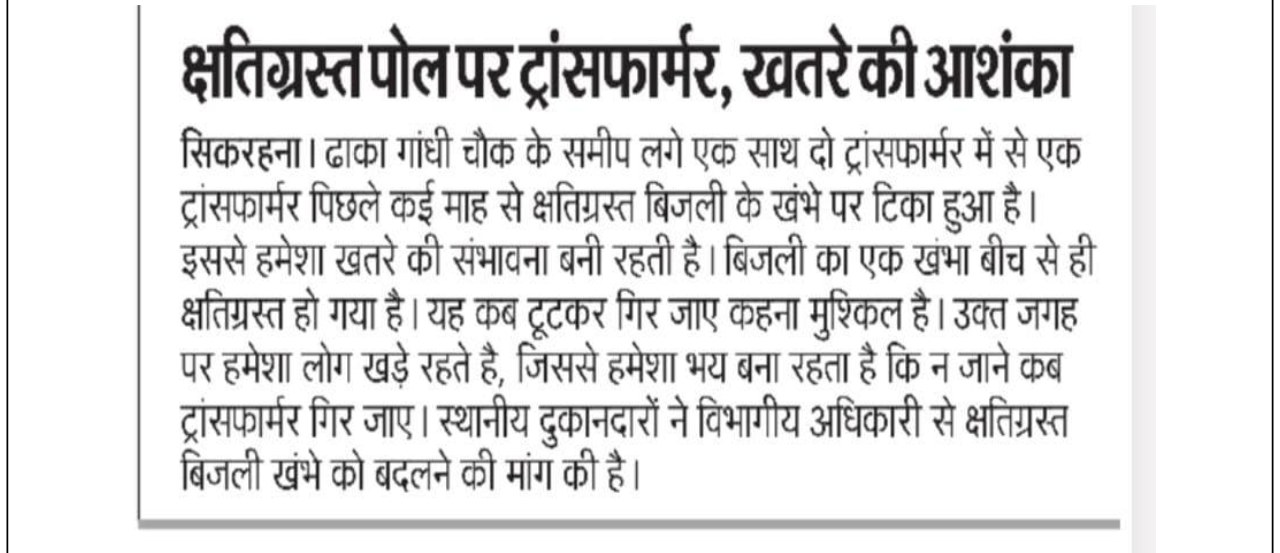 क्षतिग्रस्त पोल पर ट्रांसफार्मर, खतरे की आशंका
सिकरहना। ढाका गांधी चौक के समीप लगे एक साथ दो ट्रांसफार्मर में से एक
ट्रांसफार्मर पिछले कई माह से क्षतिग्रस्त बिजली के खंभे पर टिका हुआ है।
इससे हमेशा खतरे की संभावना बनी रहती है। बिजली का एक खंभा बीच से ही
क्षतिग्रस्त हो गया है। यह कब टूटकर गिर जाए कहना मुश्किल है। उक्त जगह
पर हमेशा लोग खड़े रहते है, जिससे हमेशा भय बना रहता है कि न जाने कब
ट्रांसफार्मर गिर जाए। स्थानीय दुकानदारों ने विभागीय अधिकारी से क्षतिग्रस्त
बिजली खंभे को बदलने की मांग की है।